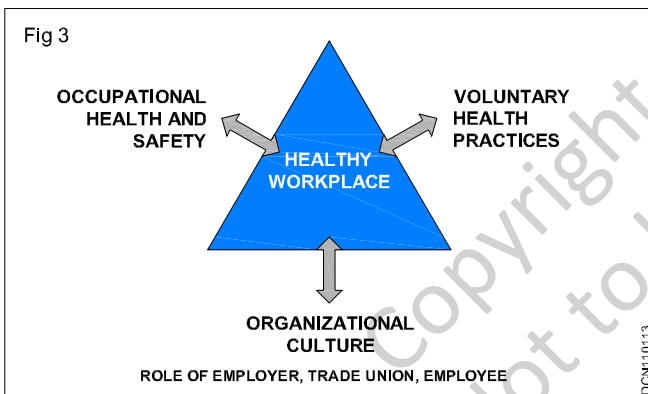 Fig 3
OCCUPATIONAL
HEALTH AND
SAFETY
VOLUNTARY
HEALTH
PRACTICES
HEALTHY
WORKPLACE
ORGANIZATIONAL
CULTURE
ROLE OF EMPLOYER, TRADE UNION, EMPLOYEE
DCN110113
Copyright